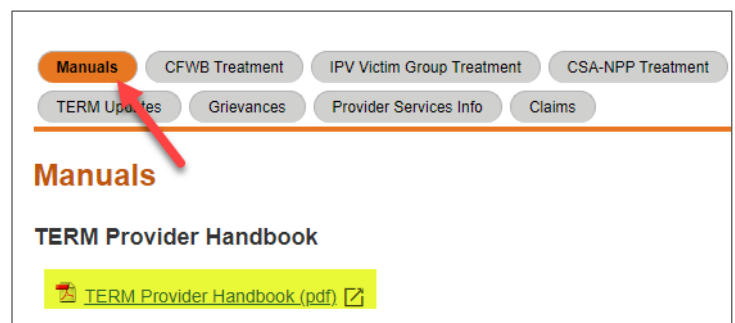 Manuals CFWB Treatment IPV Victim Group Treatment CSA-NPP Treatment
TERM Updates Grievances Provider Services Info Claims
Manuals
TERM Provider Handbook
TERM Provider Handbook (pdf)